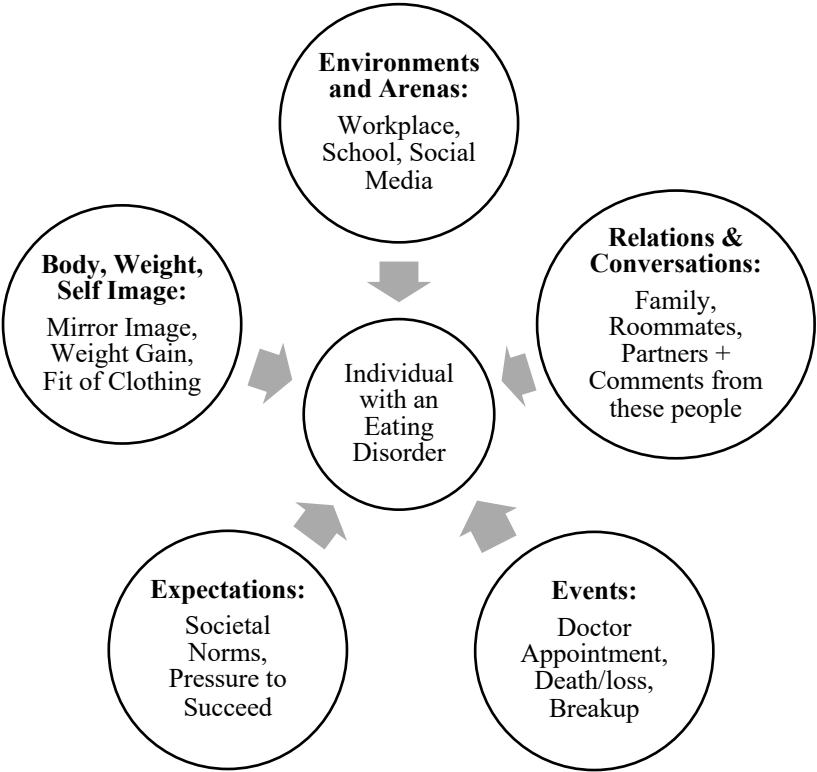 Environments
and Arenas:
Workplace,
School, Social
Media
Body, Weight,
Self Image:
Mirror Image,
Weight Gain,
Fit of Clothing
Relations &
Conversations:
Family,
Roommates,
Partners +
Comments from
these people
Individual
with an
Eating
Disorder
Expectations:
Societal
Norms,
Pressure to
Succeed
Events:
Doctor
Appointment,
Death/loss,
Breakup